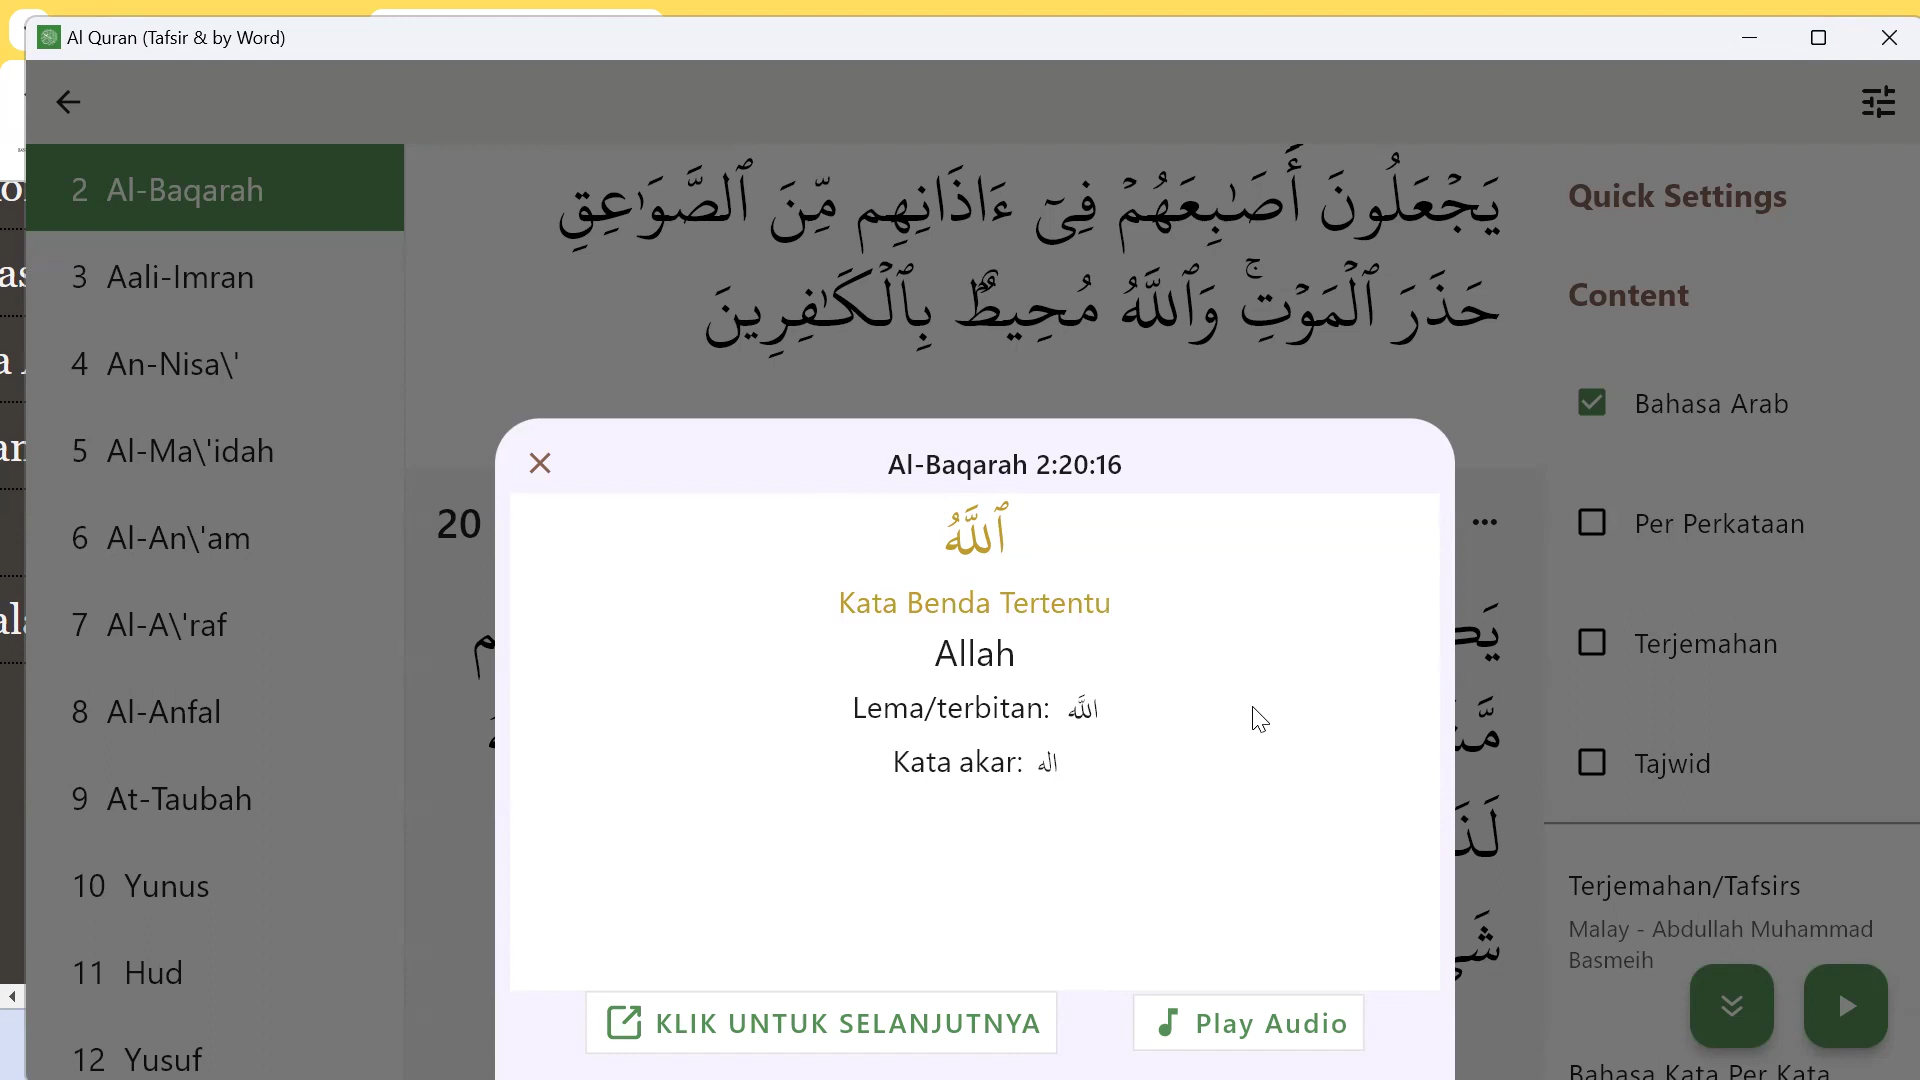 Al Quran (Tafsir & by Word)
2 Al-Baqarah
3 Aali-Imran
4 An-Nisa\'
5 Al-Ma\'idah
6 Al-An\'am
7 Al-A\'raf
8 Al-Anfal
9 At-Taubah
10 Yunus
11 Hud
12 Yusuf
يَجْعَلُونَ أَصَٰبِعَهُمْ فِىٓ ءَاذَانِهِم مِّنَ ٱلصَّوَٰعِقِ
حَذَرَ ٱلْمَوْتِ ۚ وَٱللَّهُ مُحِيطٌۢ بِٱلْكَٰفِرِينَ
20
Al-Baqarah 2:20:16
ٱللَّهُ
Kata Benda Tertentu
Allah
Lema/terbitan: اللَّه
Kata akar: اله
KLIK UNTUK SELANJUTNYA
Play Audio
Quick Settings
Content
Bahasa Arab
Per Perkataan
Terjemahan
Tajwid
Terjemahan/Tafsirs
Malay - Abdullah Muhammad
Basmeih
Bahasa Kata Per Kata